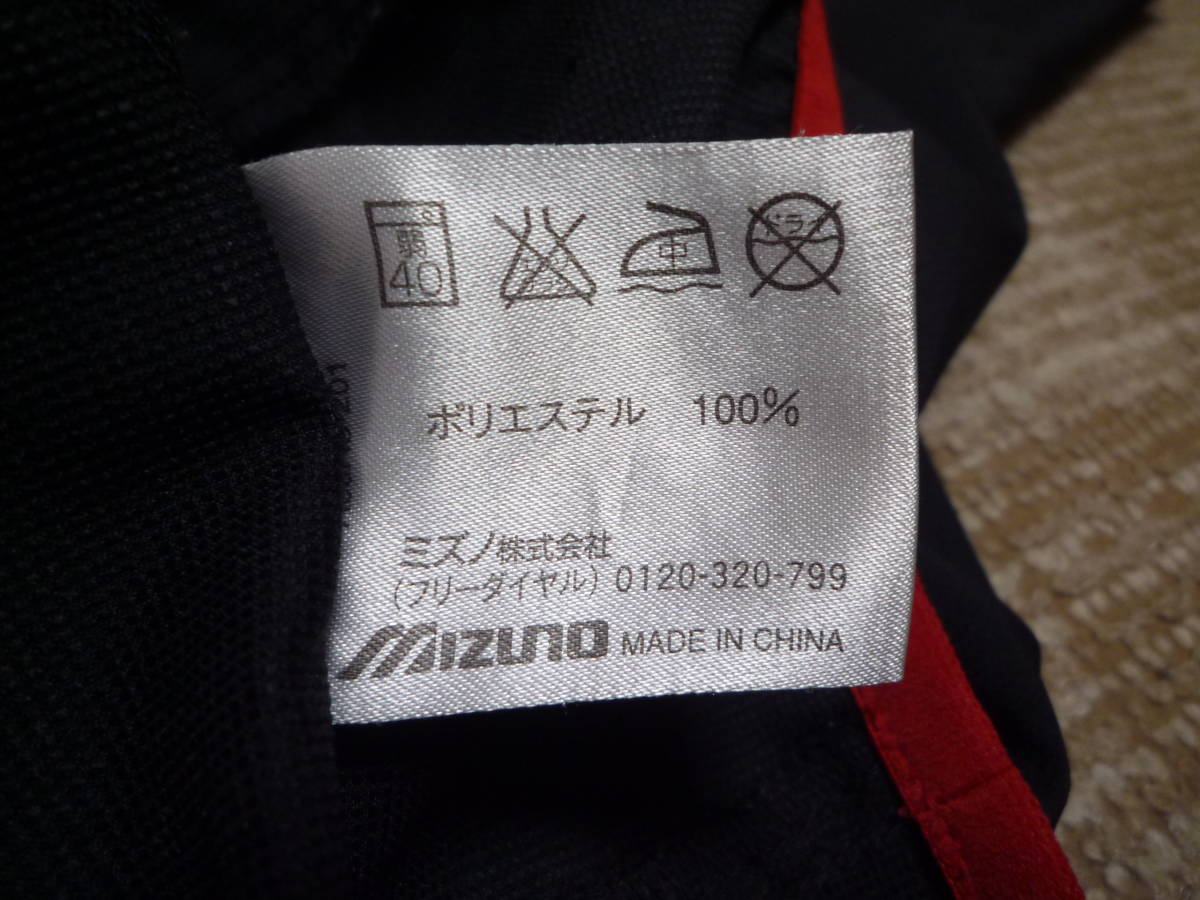 弱
40
中
ドライ
ポリエステル 100%
ミズノ株式会社
(フリーダイヤル) 0120-320-799
MIZUNO MADE IN CHINA